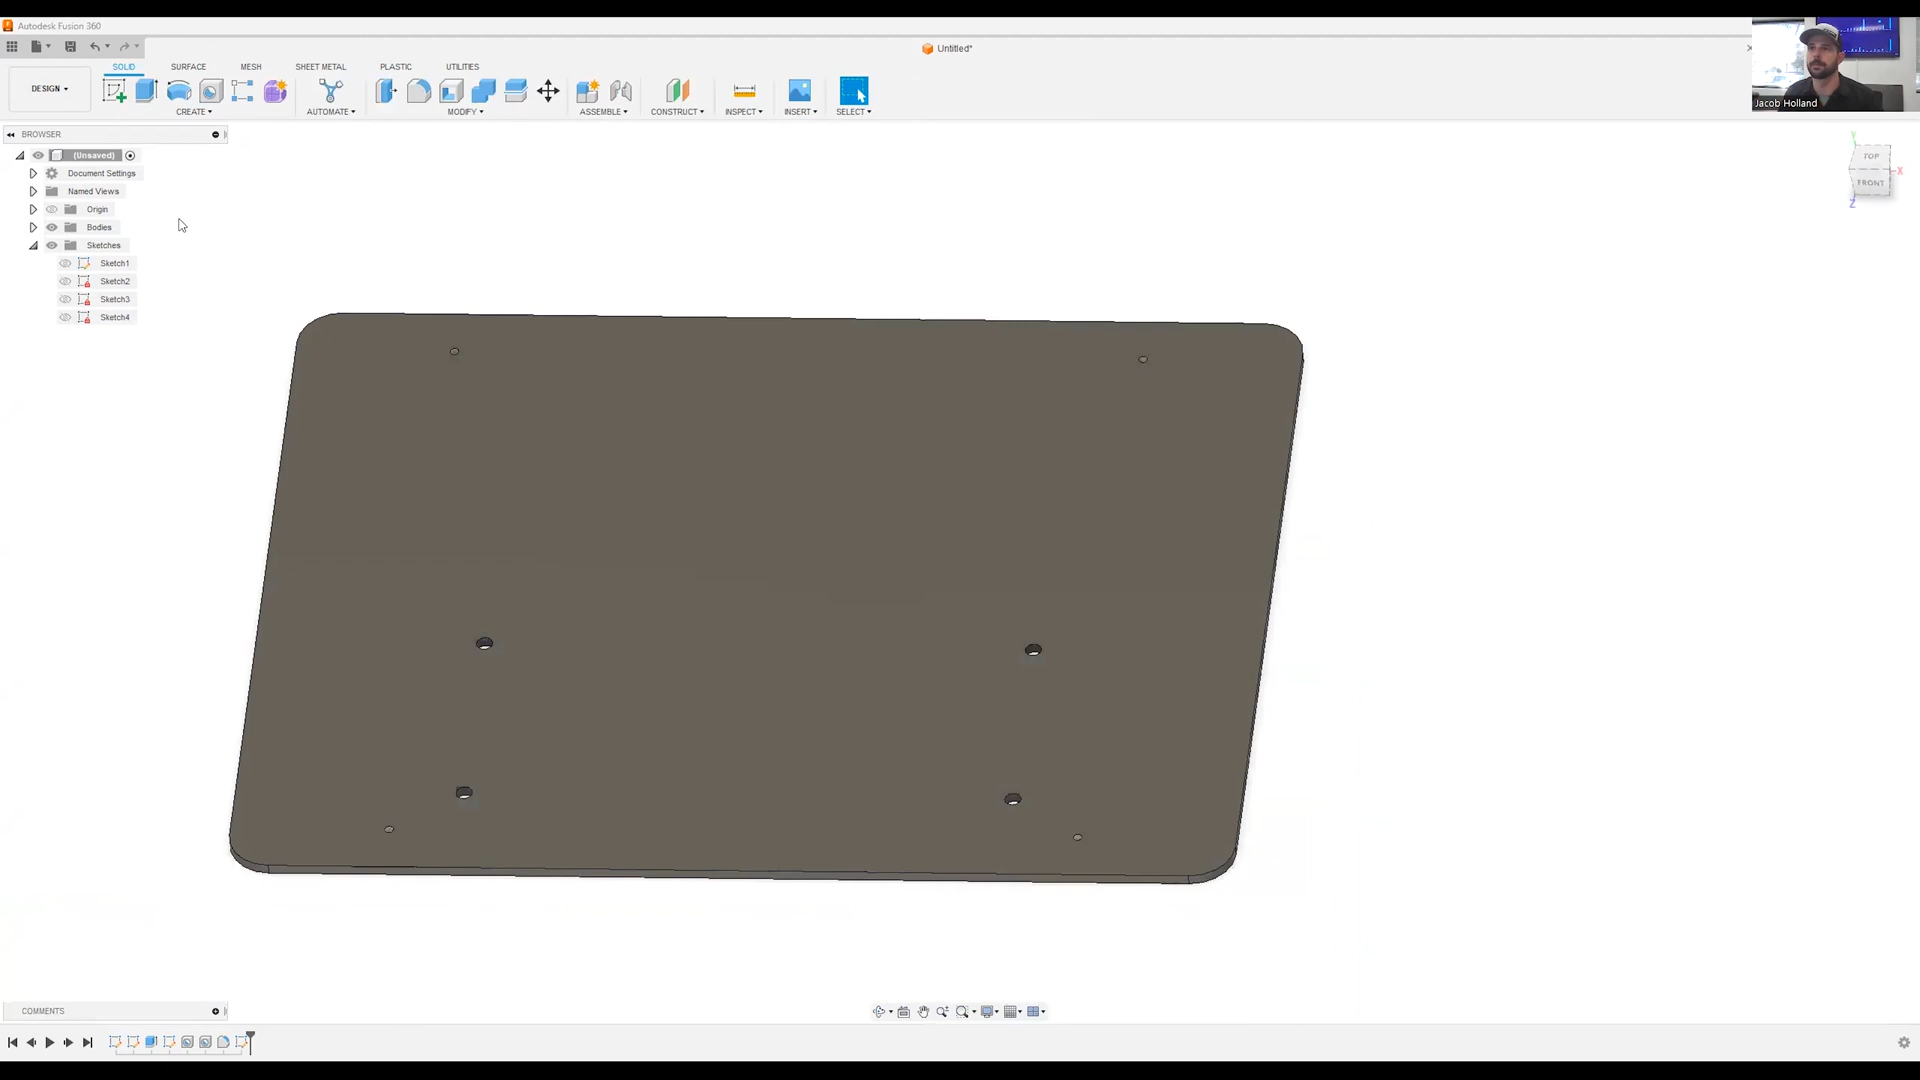 Autodesk Fusion 360
Untitled*
SOLID SURFACE MESH SHEET METAL PLASTIC UTILITIES
DESIGN
CREATE AUTOMATE MODIFY ASSEMBLE CONSTRUCT INSPECT INSERT SELECT
Jacob Holland
BROWSER
(Unsaved)
Document Settings
Named Views
Origin
Bodies
Sketches
Sketch1
Sketch2
Sketch3
Sketch4
Y
TOP
X
FRONT
Z
COMMENTS